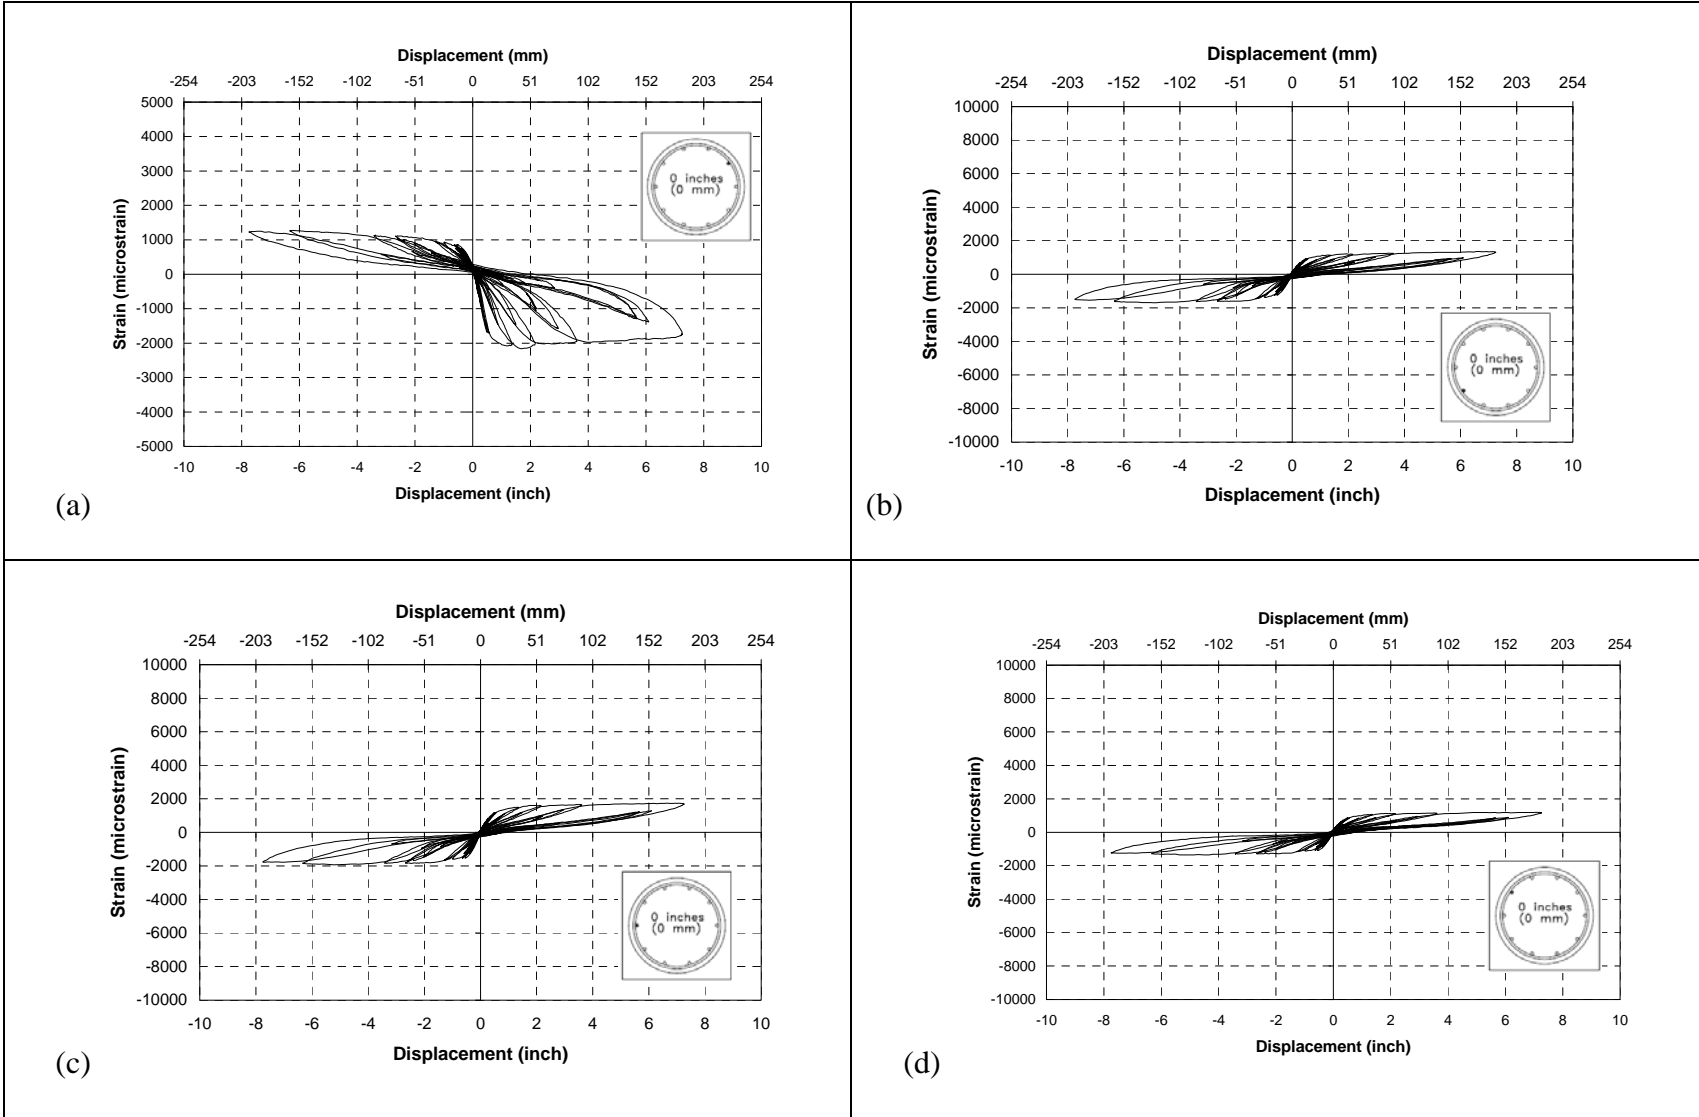 Displacement (mm)
-254 -203 -152 -102 -51 0 51 102 152 203 254
5000
4000
3000
2000
1000
0
-1000
-2000
-3000
-4000
-5000
Strain (microstrain)
0 inches
(0 mm)
-10 -8 -6 -4 -2 0 2 4 6 8 10
Displacement (inch)
(a)
Displacement (mm)
-254 -203 -152 -102 -51 0 51 102 152 203 254
10000
8000
6000
4000
2000
0
-2000
-4000
-6000
-8000
-10000
Strain (microstrain)
0 inches
(0 mm)
-10 -8 -6 -4 -2 0 2 4 6 8 10
Displacement (inch)
(b)
Displacement (mm)
-254 -203 -152 -102 -51 0 51 102 152 203 254
10000
8000
6000
4000
2000
0
-2000
-4000
-6000
-8000
-10000
Strain (microstrain)
0 inches
(0 mm)
-10 -8 -6 -4 -2 0 2 4 6 8 10
Displacement (inch)
(c)
Displacement (mm)
-254 -203 -152 -102 -51 0 51 102 152 203 254
10000
8000
6000
4000
2000
0
-2000
-4000
-6000
-8000
-10000
Strain (microstrain)
0 inches
(0 mm)
-10 -8 -6 -4 -2 0 2 4 6 8 10
Displacement (inch)
(d)